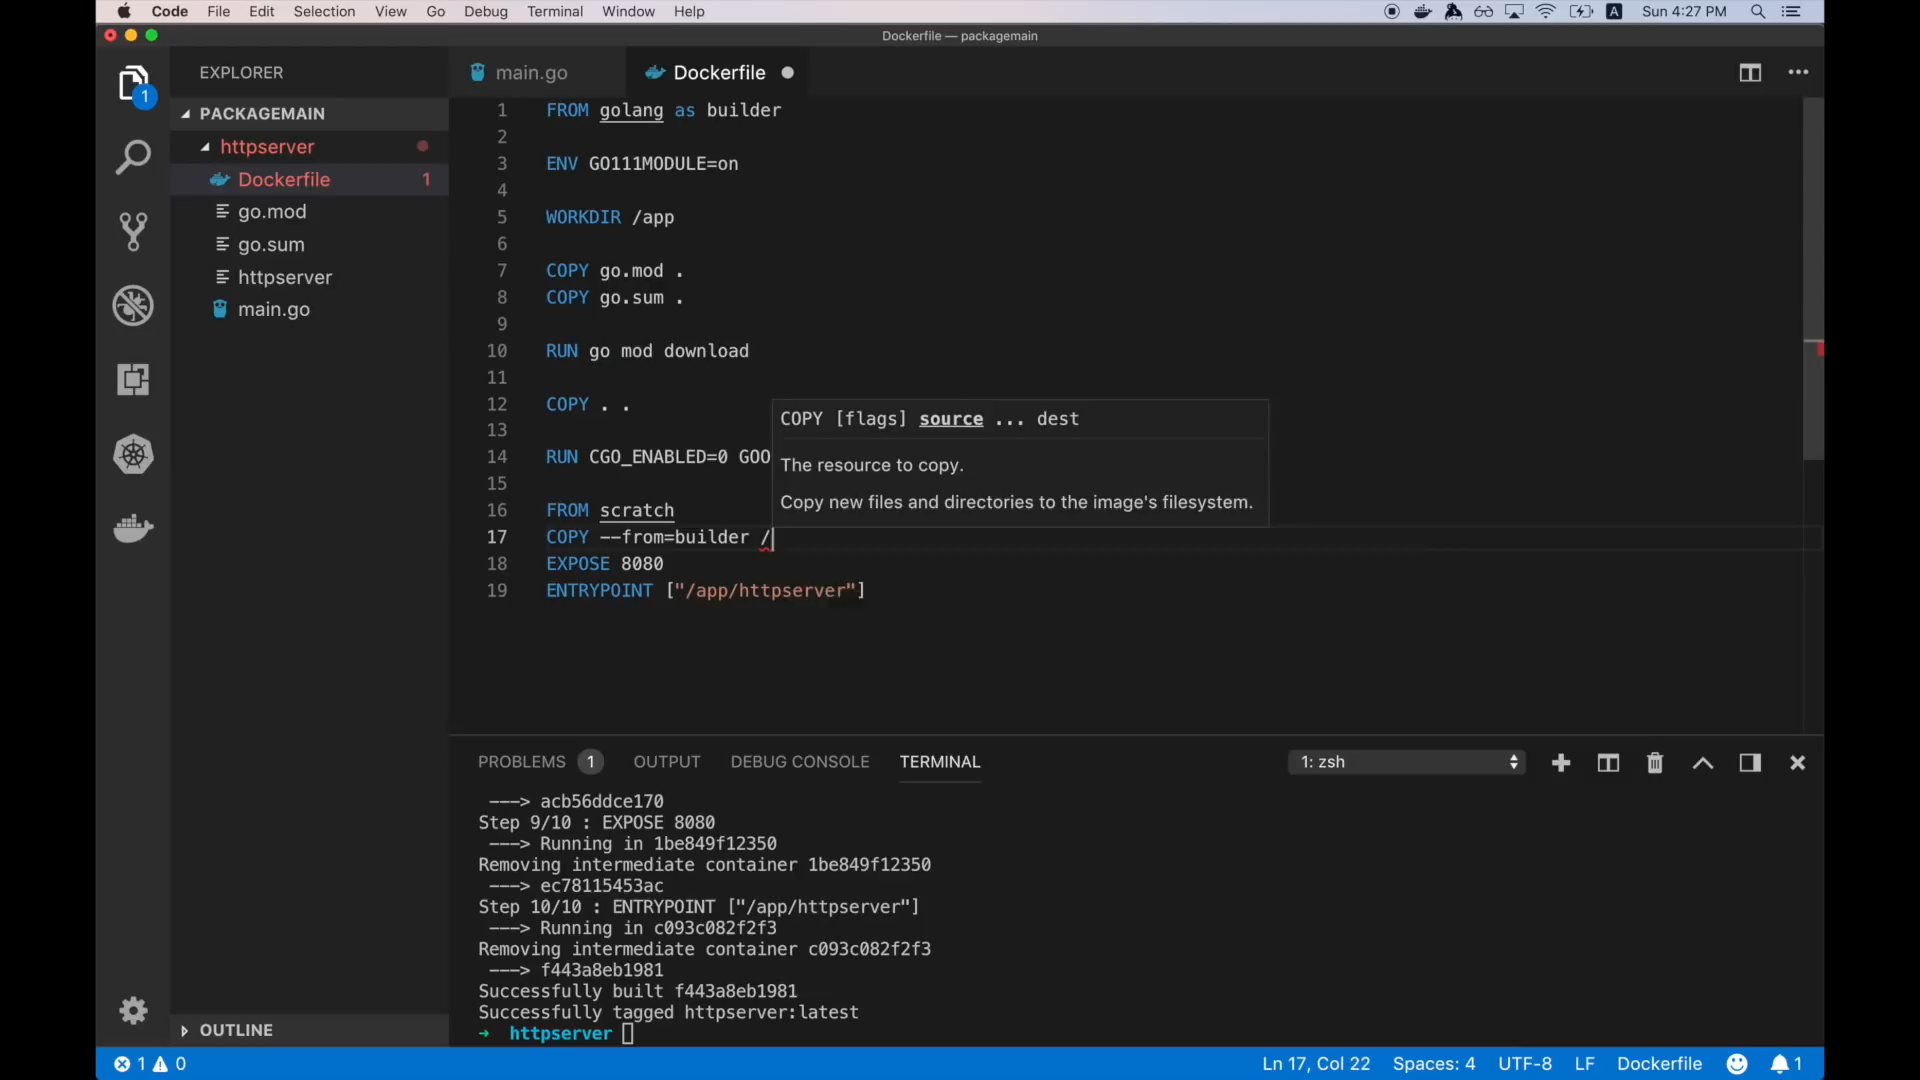 Code File Edit Selection View Go Debug Terminal Window Help
A Sun 4:27 PM
Dockerfile — packagemain
1
EXPLORER
PACKAGEMAIN
httpserver
Dockerfile 1
go.mod
go.sum
httpserver
main.go
OUTLINE
main.go Dockerfile
1 FROM golang as builder
2
3 ENV GO111MODULE=on
4
5 WORKDIR /app
6
7 COPY go.mod .
8 COPY go.sum .
9
10 RUN go mod download
11
12 COPY . .
13
14 RUN CGO_ENABLED=0 GOO
15
16 FROM scratch
17 COPY --from=builder /
18 EXPOSE 8080
19 ENTRYPOINT ["/app/httpserver"]
COPY [flags] source ... dest
The resource to copy.
Copy new files and directories to the image's filesystem.
PROBLEMS 1 OUTPUT DEBUG CONSOLE TERMINAL 1: zsh
---> acb56ddce170
Step 9/10 : EXPOSE 8080
---> Running in 1be849f12350
Removing intermediate container 1be849f12350
---> ec78115453ac
Step 10/10 : ENTRYPOINT ["/app/httpserver"]
---> Running in c093c082f2f3
Removing intermediate container c093c082f2f3
---> f443a8eb1981
Successfully built f443a8eb1981
Successfully tagged httpserver:latest
→ httpserver
1 0 Ln 17, Col 22 Spaces: 4 UTF-8 LF Dockerfile 1